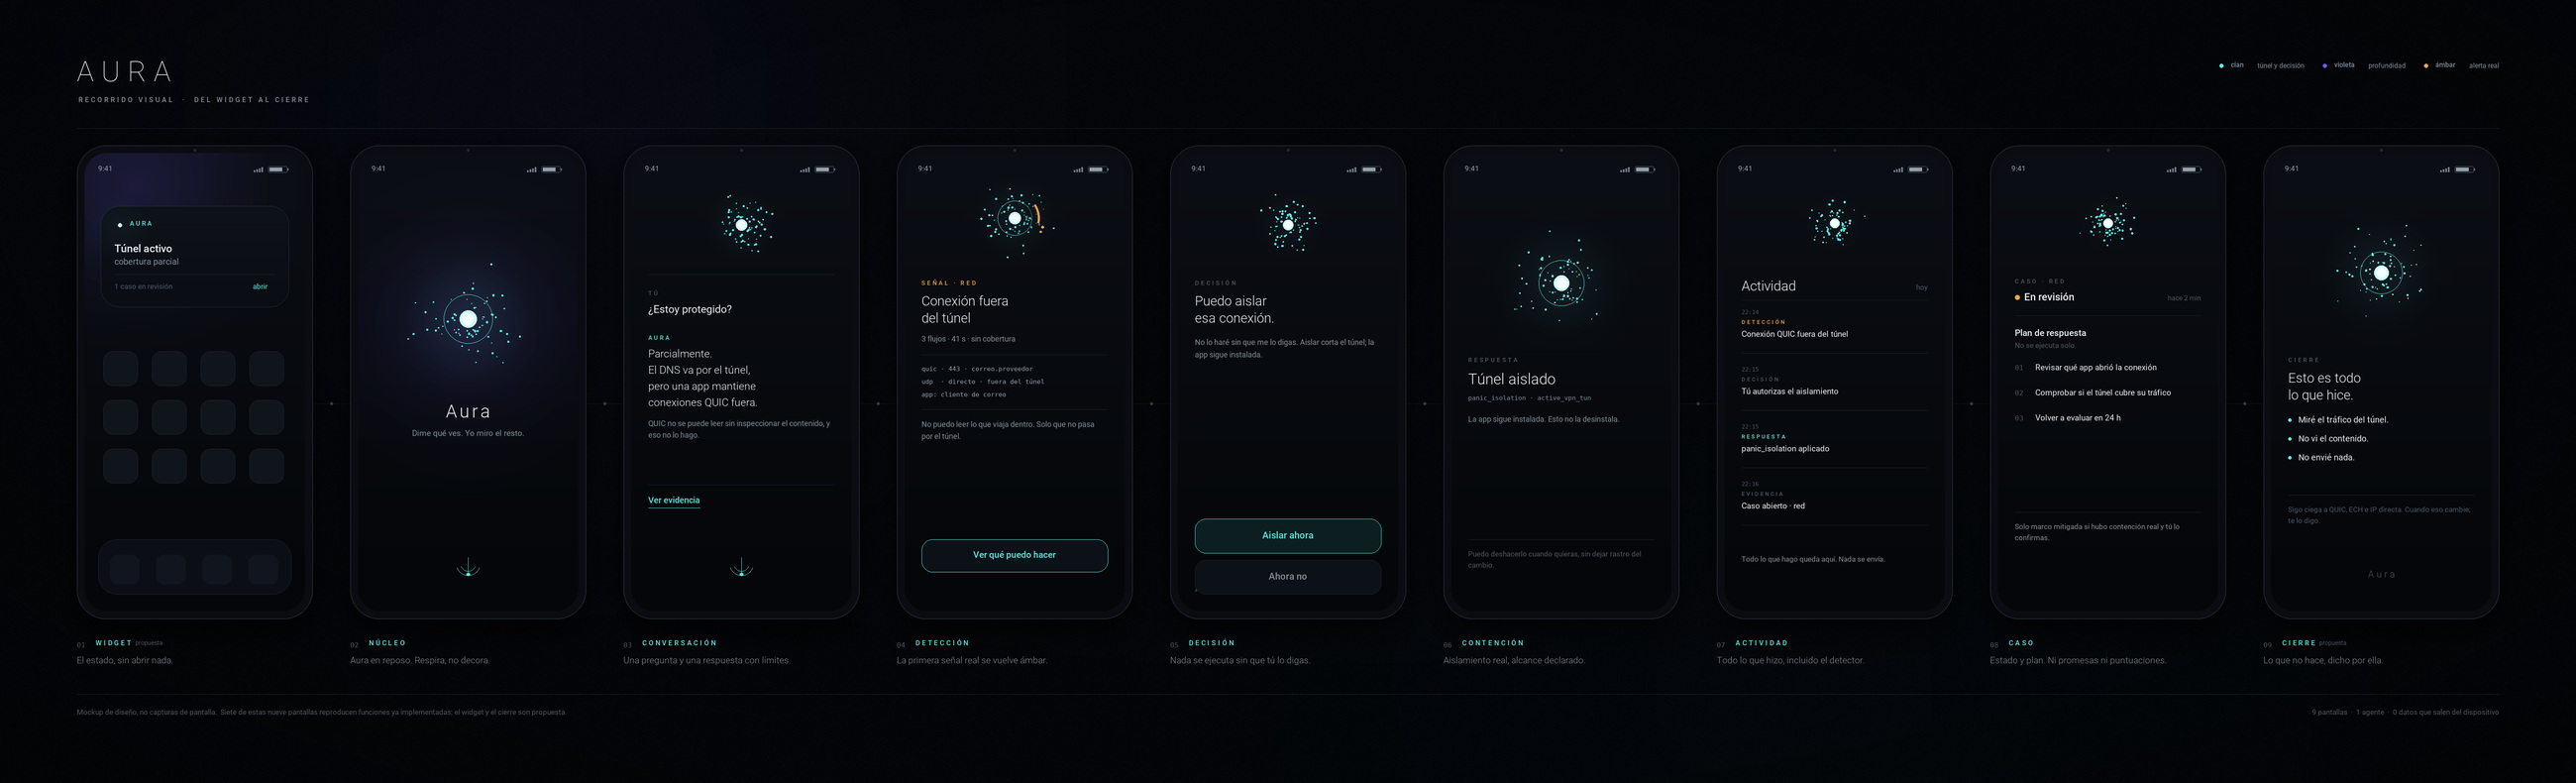 AURA
RECORRIDO VISUAL · DEL WIDGET AL CIERRE
cian túnel y decisión violeta profundidad ámbar alerta real
9:41
AURA
Túnel activo
cobertura parcial
1 caso en revisión abrir
01 WIDGET propuesta
El estado, sin abrir nada.
9:41
Aura
Dime qué ves. Yo miro el resto.
02 NÚCLEO
Aura en reposo. Respira, no decora.
9:41
TÚ
¿Estoy protegido?
AURA
Parcialmente.
El DNS va por el túnel,
pero una app mantiene
conexiones QUIC fuera.
QUIC no se puede leer sin inspeccionar el contenido, y
eso no lo hago.
Ver evidencia
03 CONVERSACIÓN
Una pregunta y una respuesta con límites.
9:41
SEÑAL · RED
Conexión fuera
del túnel
3 flujos · 41 s · sin cobertura
quic · 443 · correo.proveedor
udp · directo · fuera del túnel
app: cliente de correo
No puedo leer lo que viaja dentro. Solo que no pasa
por el túnel.
Ver qué puedo hacer
04 DETECCIÓN
La primera señal real se vuelve ámbar.
9:41
DECISIÓN
Puedo aislar
esa conexión.
No lo haré sin que me lo digas. Aislar corta el túnel; la
app sigue instalada.
Aislar ahora
Ahora no
05 DECISIÓN
Nada se ejecuta sin que tú lo digas.
9:41
RESPUESTA
Túnel aislado
panic_isolation · active_vpn_tun
La app sigue instalada. Esto no la desinstala.
Puedo deshacerlo cuando quieras, sin dejar rastro del
cambio.
06 CONTENCIÓN
Aislamiento real, alcance declarado.
9:41
Actividad hoy
22:14
DETECCIÓN
Conexión QUIC fuera del túnel
22:15
DECISIÓN
Tú autorizas el aislamiento
22:15
RESPUESTA
panic_isolation aplicado
22:16
EVIDENCIA
Caso abierto · red
Todo lo que hago queda aquí. Nada se envía.
07 ACTIVIDAD
Todo lo que hizo, incluido el detector.
9:41
CASO · RED
En revisión hace 2 min
Plan de respuesta
No se ejecuta solo.
01 Revisar qué app abrió la conexión
02 Comprobar si el túnel cubre su tráfico
03 Volver a evaluar en 24 h
Solo marco mitigada si hubo contención real y tú lo
confirmas.
08 CASO
Estado y plan. Ni promesas ni puntuaciones.
9:41
CIERRE
Esto es todo
lo que hice.
Miré el tráfico del túnel.
No vi el contenido.
No envié nada.
Sigo ciega a QUIC, ECH e IP directa. Cuando eso cambie,
te lo digo.
Aura
09 CIERRE propuesta
Lo que no hace, dicho por ella.
Mockup de diseño, no capturas de pantalla. Siete de estas nueve pantallas reproducen funciones ya implementadas; el widget y el cierre son propuesta.
9 pantallas · 1 agente · 0 datos que salen del dispositivo